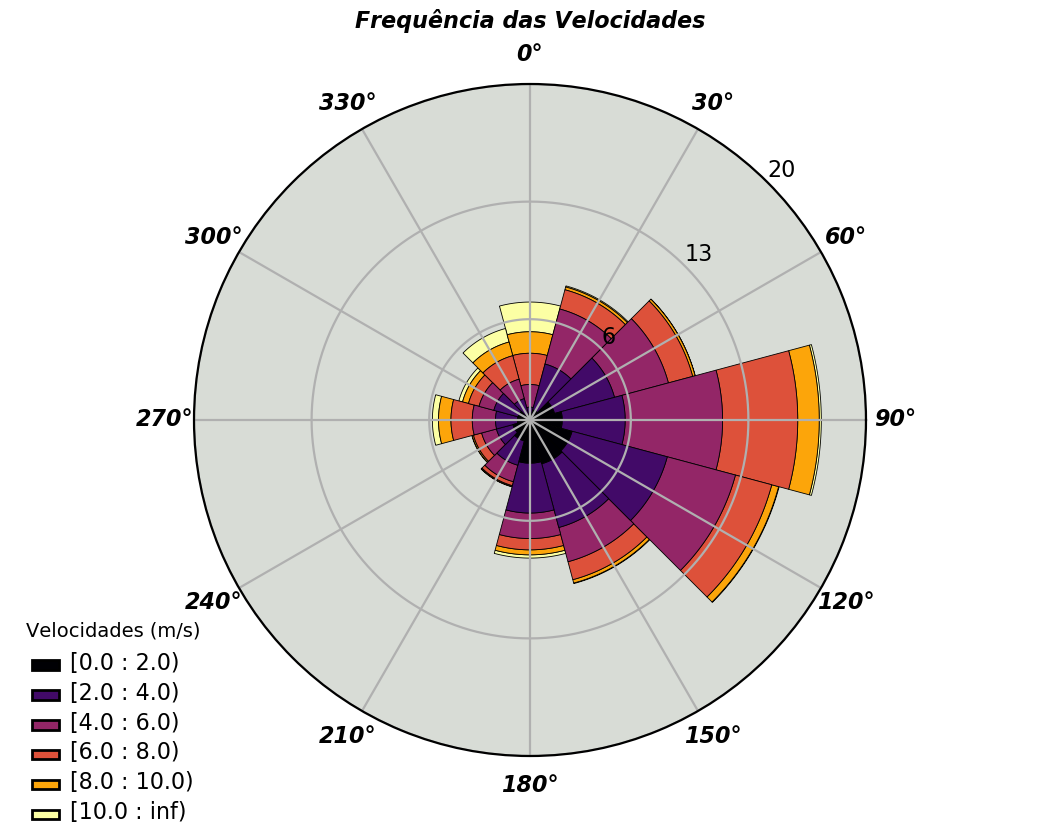 Frequência das Velocidades
0°
330°
30°
20
300°
60°
13
6
270°
90°
240°
120°
Velocidades (m/s)
[0.0 : 2.0)
[2.0 : 4.0)
[4.0 : 6.0)
210°
150°
[6.0 : 8.0)
180°
[8.0 : 10.0)
[10.0 : inf)